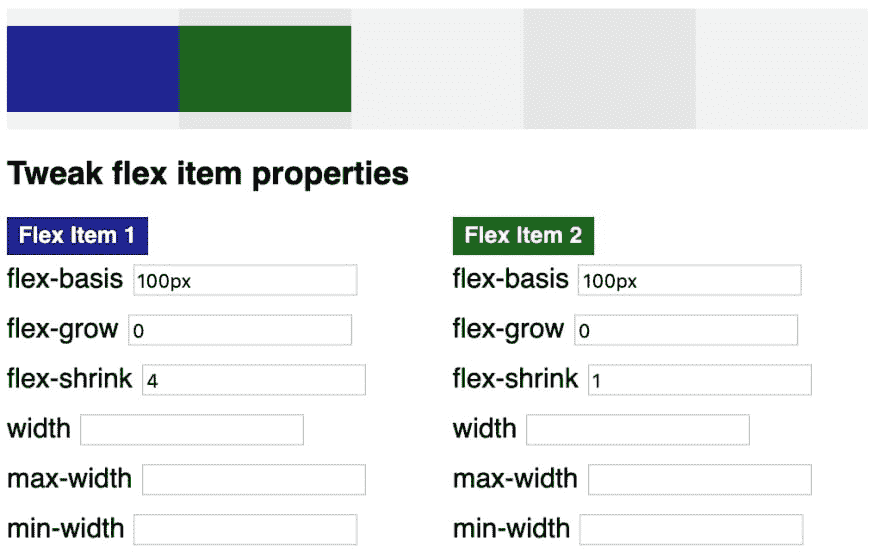 Tweak flex item properties
Flex Item 1
flex-basis 100px
flex-grow 0
flex-shrink 4
width
max-width
min-width
Flex Item 2
flex-basis 100px
flex-grow 0
flex-shrink 1
width
max-width
min-width